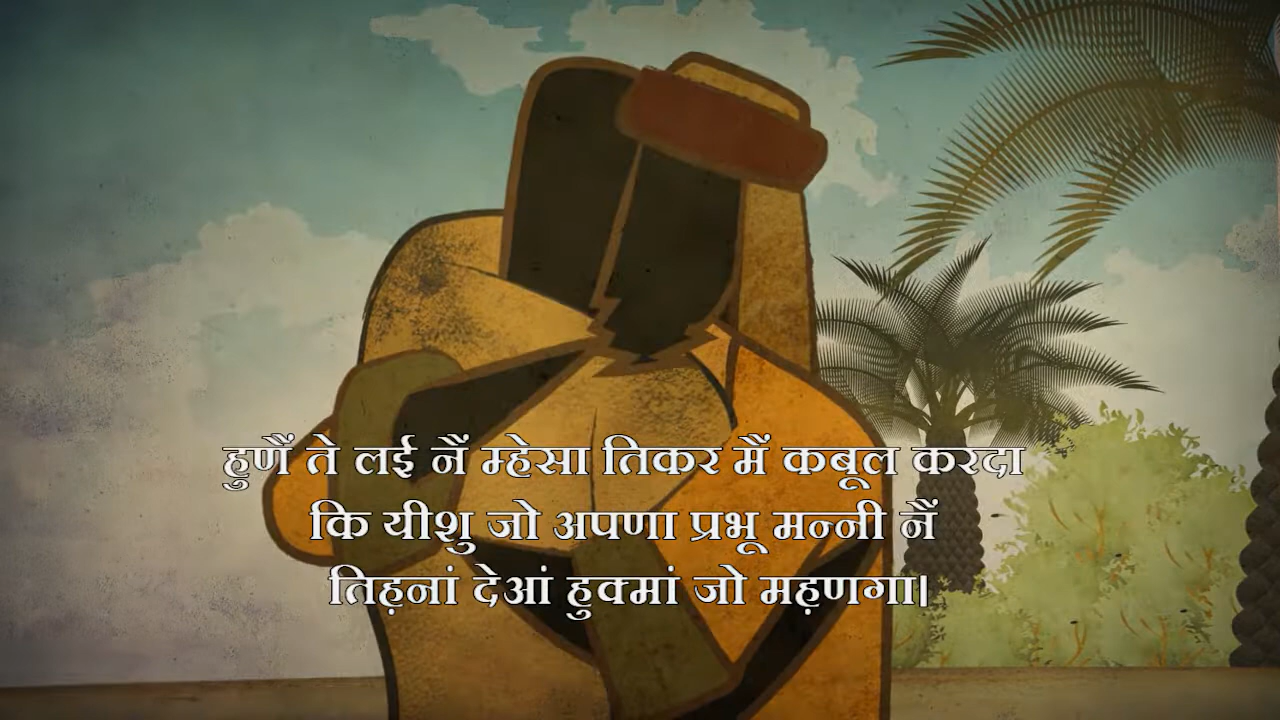 हुणैं ते लई नैं म्हेसा तिकर मैं कबूल करदा
कि यीशु जो अपणा प्रभू मन्नी नैं
तिह़नां देआं हुक्मां जो मह़णगा।